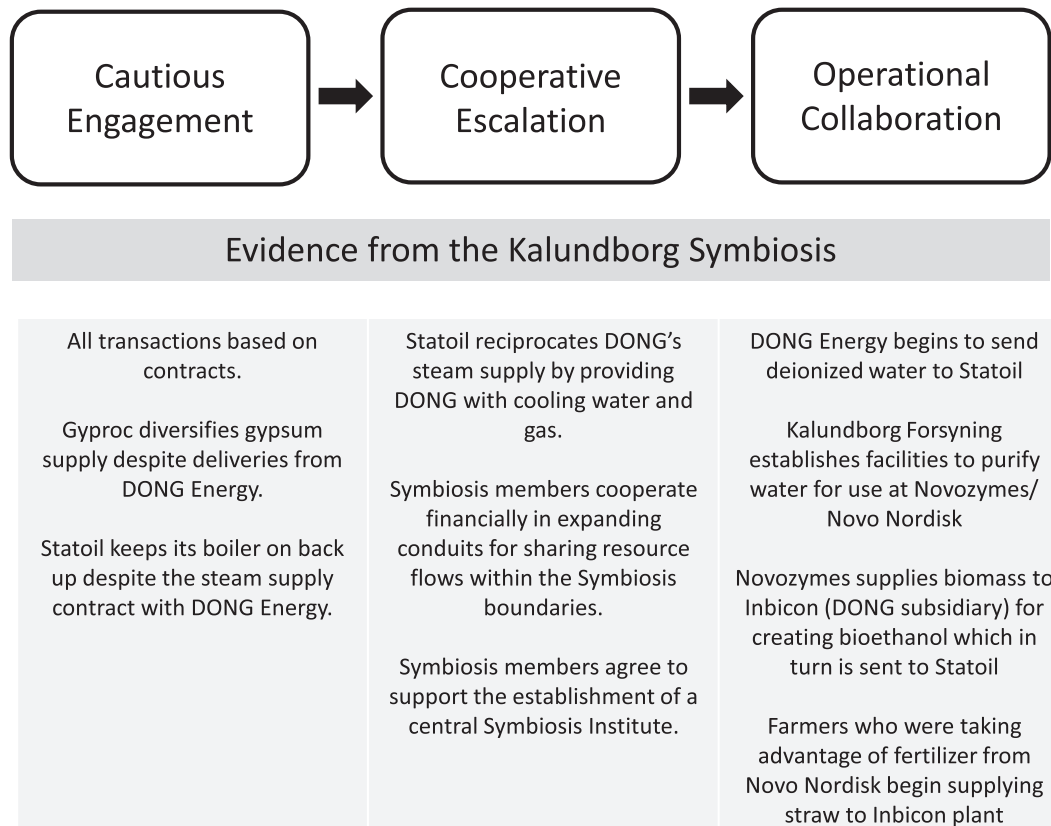 Cautious
Engagement
Cooperative
Escalation
Operational
Collaboration
Evidence from the Kalundborg Symbiosis
All transactions based on
contracts.
Gyproc diversifies gypsum
supply despite deliveries from
DONG Energy.
Statoil keeps its boiler on back
up despite the steam supply
contract with DONG Energy.
Statoil reciprocates DONG’s
steam supply by providing
DONG with cooling water and
gas.
Symbiosis members cooperate
financially in expanding
conduits for sharing resource
flows within the Symbiosis
boundaries.
Symbiosis members agree to
support the establishment of a
central Symbiosis Institute.
DONG Energy begins to send
deionized water to Statoil
Kalundborg Forsyning
establishes facilities to purify
water for use at Novozymes/
Novo Nordisk
Novozymes supplies biomass to
Inbicon (DONG subsidiary) for
creating bioethanol which in
turn is sent to Statoil
Farmers who were taking
advantage of fertilizer from
Novo Nordisk begin supplying
straw to Inbicon plant